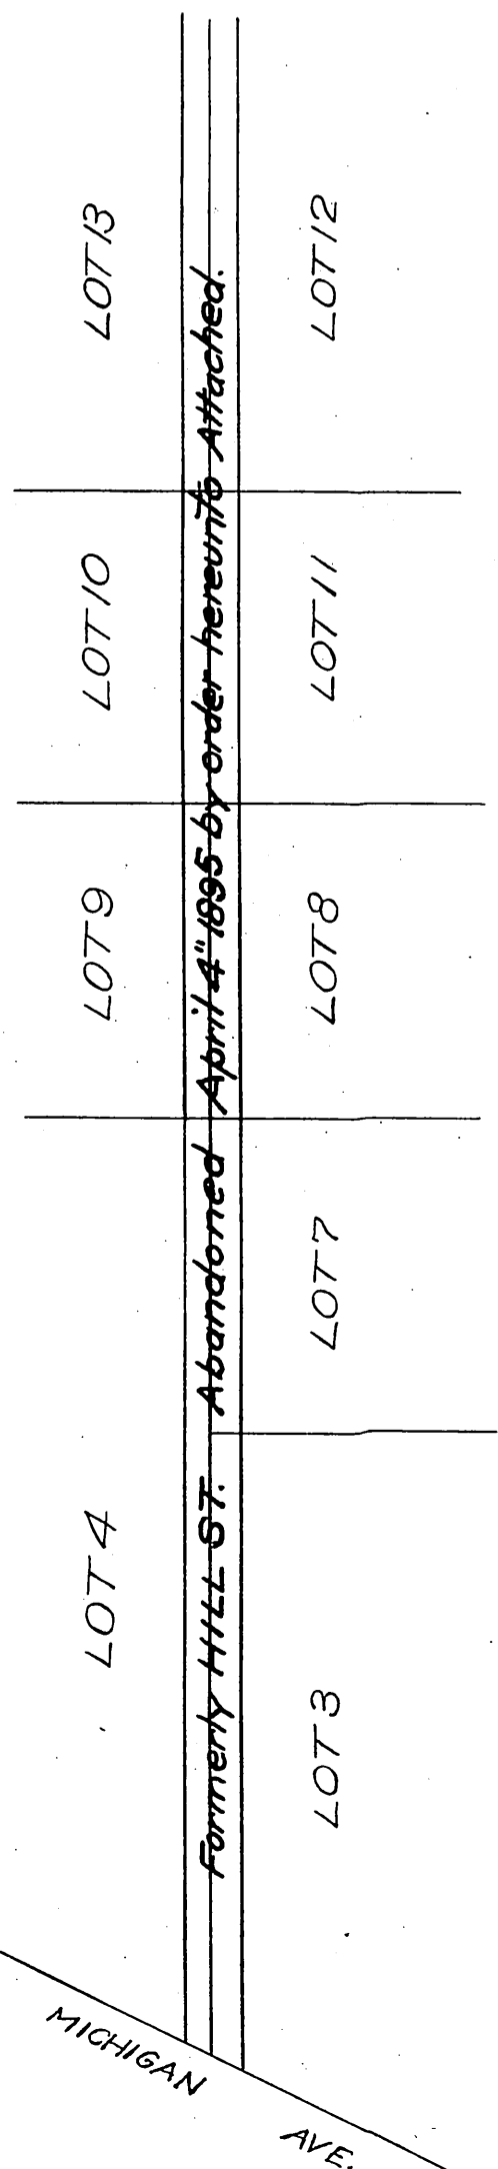 LOT 13
LOT 12
LOT 10
LOT 11
LOT 9
LOT 8
LOT 7
LOT 4
LOT 3
Formerly HILL ST. Abandoned April 4" 1895 by order hereunto Attached.
MICHIGAN AVE.